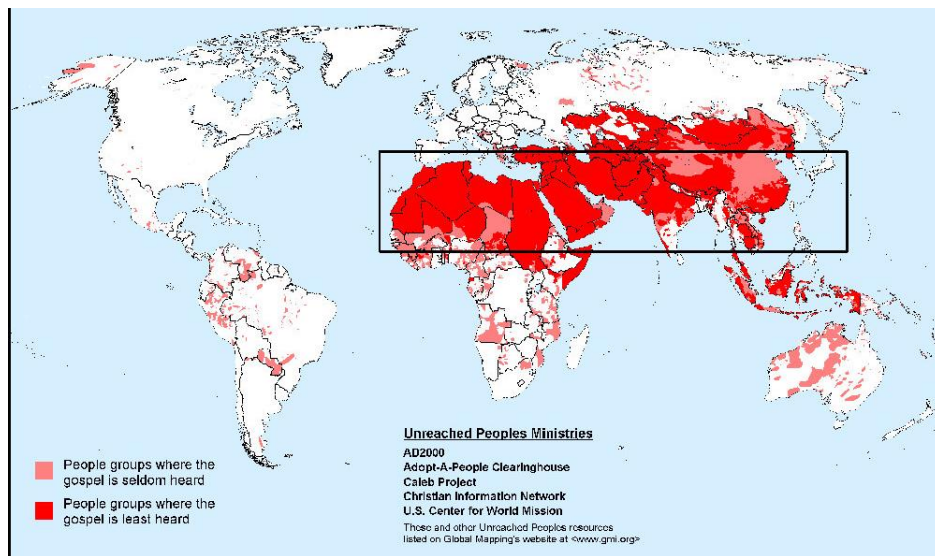 Unreached Peoples Ministries
AD2000
Adopt-A-People Clearinghouse
Caleb Project
Christian Information Network
U.S. Center for World Mission
These and other Unreached Peoples resources
listed on Global Mapping's website at <www.gmi.org>
People groups where the
gospel is seldom heard
People groups where the
gospel is least heard